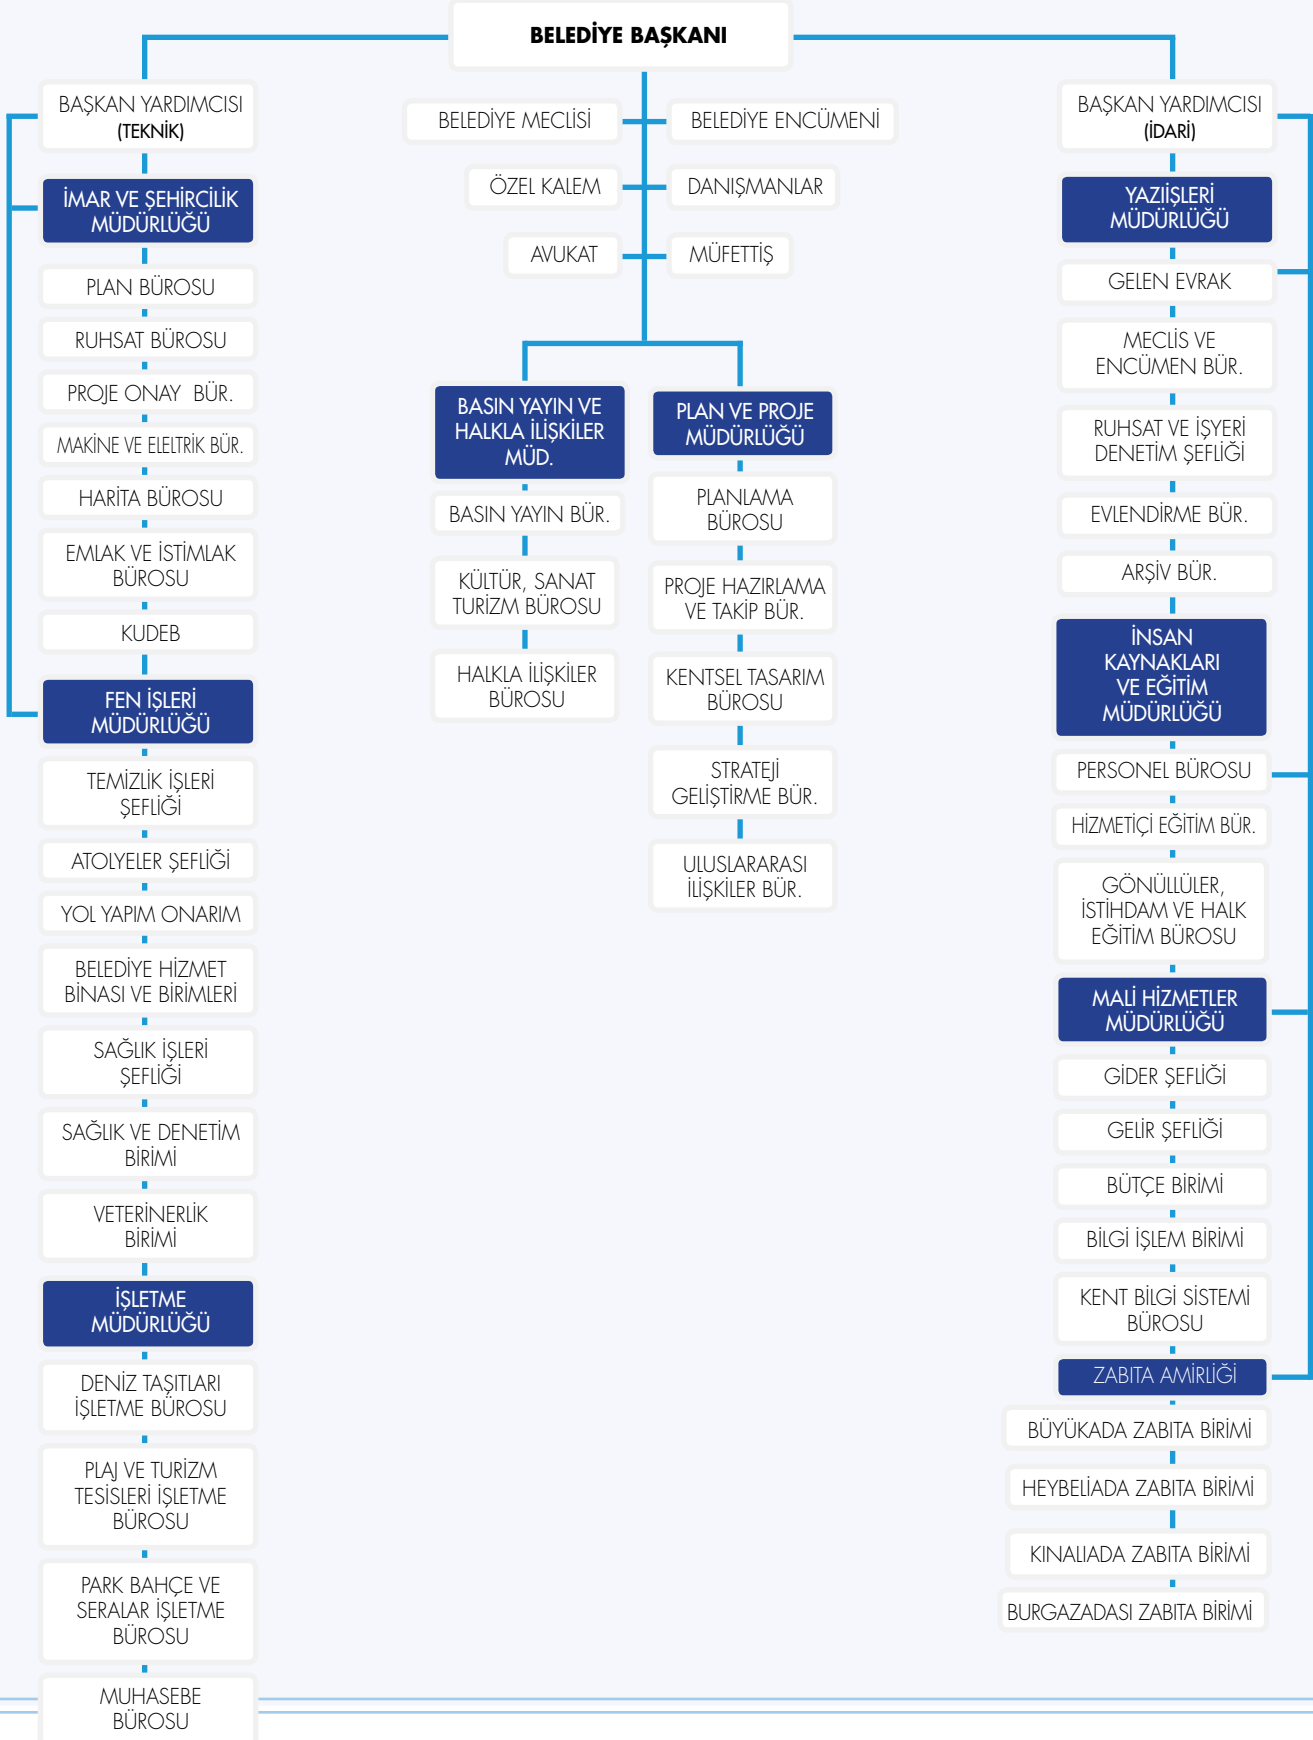 BELEDİYE BAŞKANI
BAŞKAN YARDIMCISI
(TEKNİK)
İMAR VE ŞEHİRCİLİK
MÜDÜRLÜĞÜ
PLAN BÜROSU
RUHSAT BÜROSU
PROJE ONAY  BÜR.
MAKİNE VE ELELTRİK BÜR.
HARİTA BÜROSU
EMLAK VE İSTİMLAK
BÜROSU
KUDEB
FEN İŞLERİ
MÜDÜRLÜĞÜ
TEMİZLİK İŞLERİ
ŞEFLİĞİ
ATOLYELER ŞEFLİĞİ
YOL YAPIM ONARIM
BELEDİYE HİZMET
BİNASI VE BİRİMLERİ
SAĞLIK İŞLERİ
ŞEFLİĞİ
SAĞLIK VE DENETİM
BİRİMİ
VETERİNERLİK
BİRİMİ
İŞLETME
MÜDÜRLÜĞÜ
DENİZ TAŞITLARI
İŞLETME BÜROSU
PLAJ VE TURİZM
TESİSLERİ İŞLETME
BÜROSU
PARK BAHÇE VE
SERALAR İŞLETME
BÜROSU
MUHASEBE
BÜROSU
BELEDİYE MECLİSİ
BELEDİYE ENCÜMENİ
ÖZEL KALEM
DANIŞMANLAR
AVUKAT
MÜFETTİŞ
BASIN YAYIN VE
HALKLA İLİŞKİLER
MÜD.
BASIN YAYIN BÜR.
KÜLTÜR, SANAT
TURİZM BÜROSU
HALKLA İLİŞKİLER
BÜROSU
PLAN VE PROJE
MÜDÜRLÜĞÜ
PLANLAMA
BÜROSU
PROJE HAZIRLAMA
VE TAKİP BÜR.
KENTSEL TASARIM
BÜROSU
STRATEJİ
GELİŞTİRME BÜR.
ULUSLARARASI
İLİŞKİLER BÜR.
BAŞKAN YARDIMCISI
(İDARİ)
YAZIİŞLERİ
MÜDÜRLÜĞÜ
GELEN EVRAK
MECLİS VE
ENCÜMEN BÜR.
RUHSAT VE İŞYERİ
DENETİM ŞEFLİĞİ
EVLENDİRME BÜR.
ARŞİV BÜR.
İNSAN
KAYNAKLARI
VE EĞİTİM
MÜDÜRLÜĞÜ
PERSONEL BÜROSU
HİZMETİÇİ EĞİTİM BÜR.
GÖNÜLLÜLER,
İSTİHDAM VE HALK
EĞİTİM BÜROSU
MALİ HİZMETLER
MÜDÜRLÜĞÜ
GİDER ŞEFLİĞİ
GELİR ŞEFLİĞİ
BÜTÇE BİRİMİ
BİLGİ İŞLEM BİRİMİ
KENT BİLGİ SİSTEMİ
BÜROSU
ZABITA AMİRLİĞİ
BÜYÜKADA ZABITA BİRİMİ
HEYBELİADA ZABITA BİRİMİ
KINALIADA ZABITA BİRİMİ
BURGAZADASI ZABITA BİRİMİ